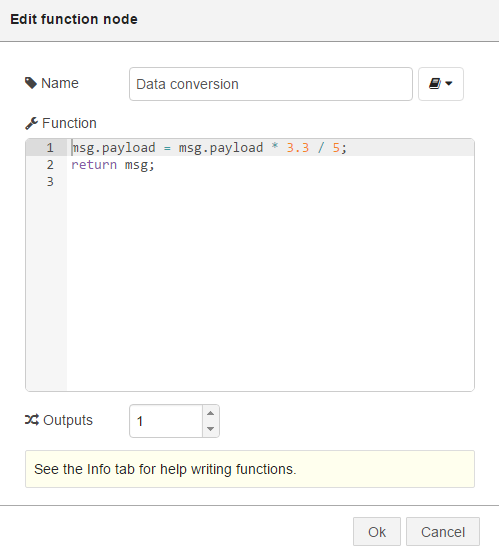 Edit function node
Name
Data conversion
Function
1 msg.payload = msg.payload * 3.3 / 5;
2 return msg;
3
Outputs
1
See the Info tab for help writing functions.
Ok Cancel